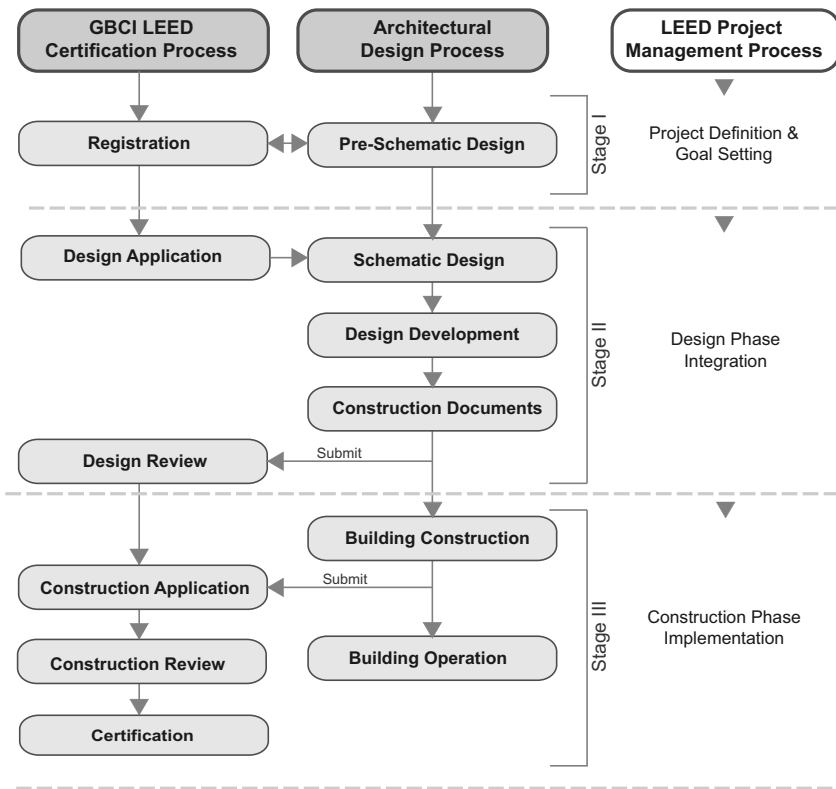 GBCI LEED
Certification Process
Architectural
Design Process
LEED Project
Management Process
Registration
Pre-Schematic Design
Stage I
Project Definition &
Goal Setting
Design Application
Schematic Design
Design Development
Construction Documents
Design Review
Submit
Stage II
Design Phase
Integration
Building Construction
Construction Application
Submit
Construction Review
Building Operation
Certification
Stage III
Construction Phase
Implementation